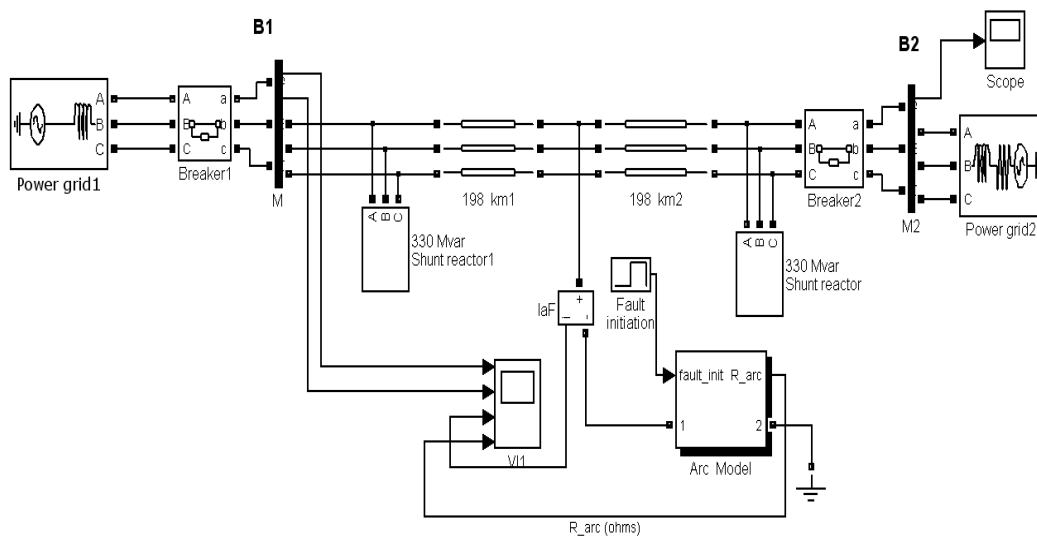 B1
B2
Scope
A
B
C
Power grid1
A
B
C
a
b
c
Breaker1
M
A
B
C
330 Mvar
Shunt reactor1
198 km1
198 km2
A
B
C
a
b
c
Breaker2
M2
A
B
C
Power grid2
A
B
C
330 Mvar
Shunt reactor
IaF
+
-
i
Fault
initiation
fault_init R_arc
1 2
Arc Model
VI1
R_arc (ohms)